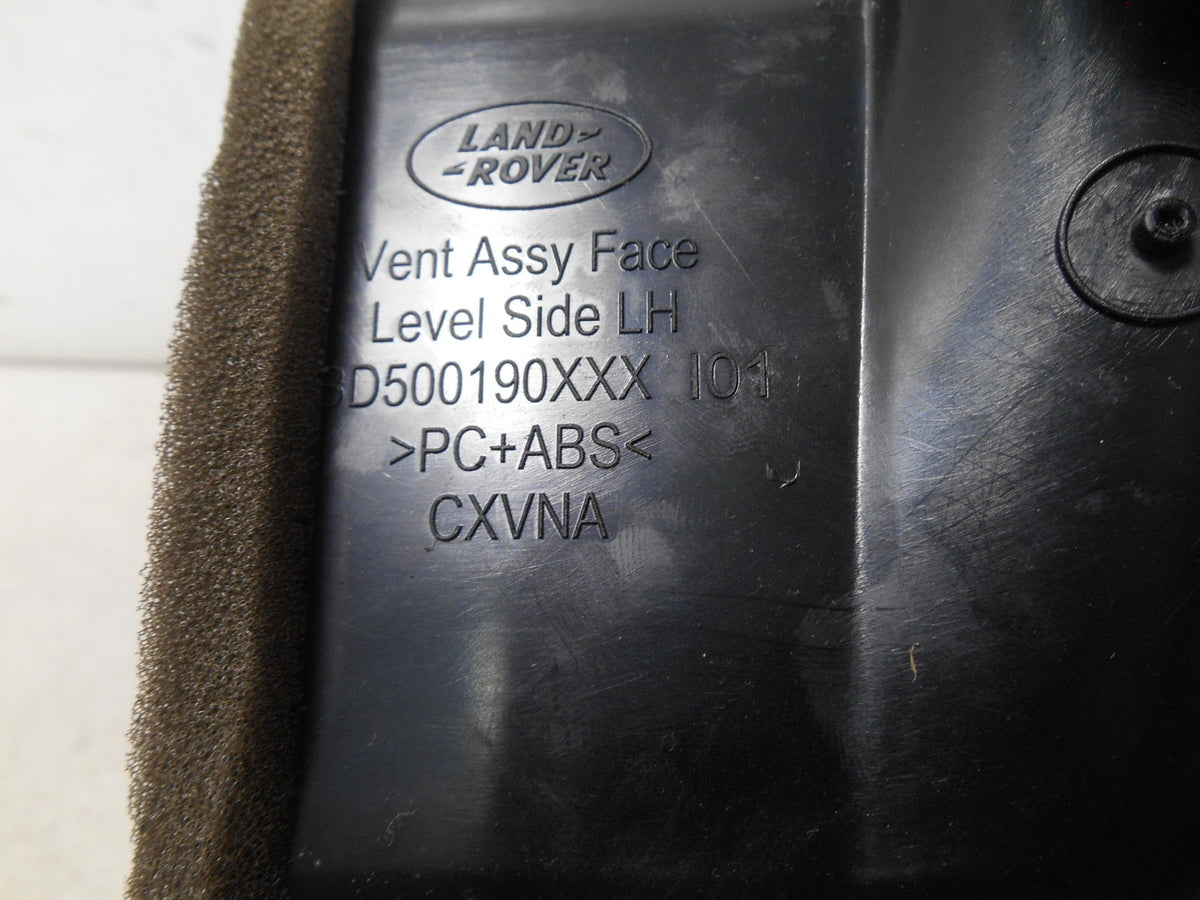 LAND
ROVER
Vent Assy Face
Level Side LH
BD500190XXX I01
>PC+ABS<
CXVNA